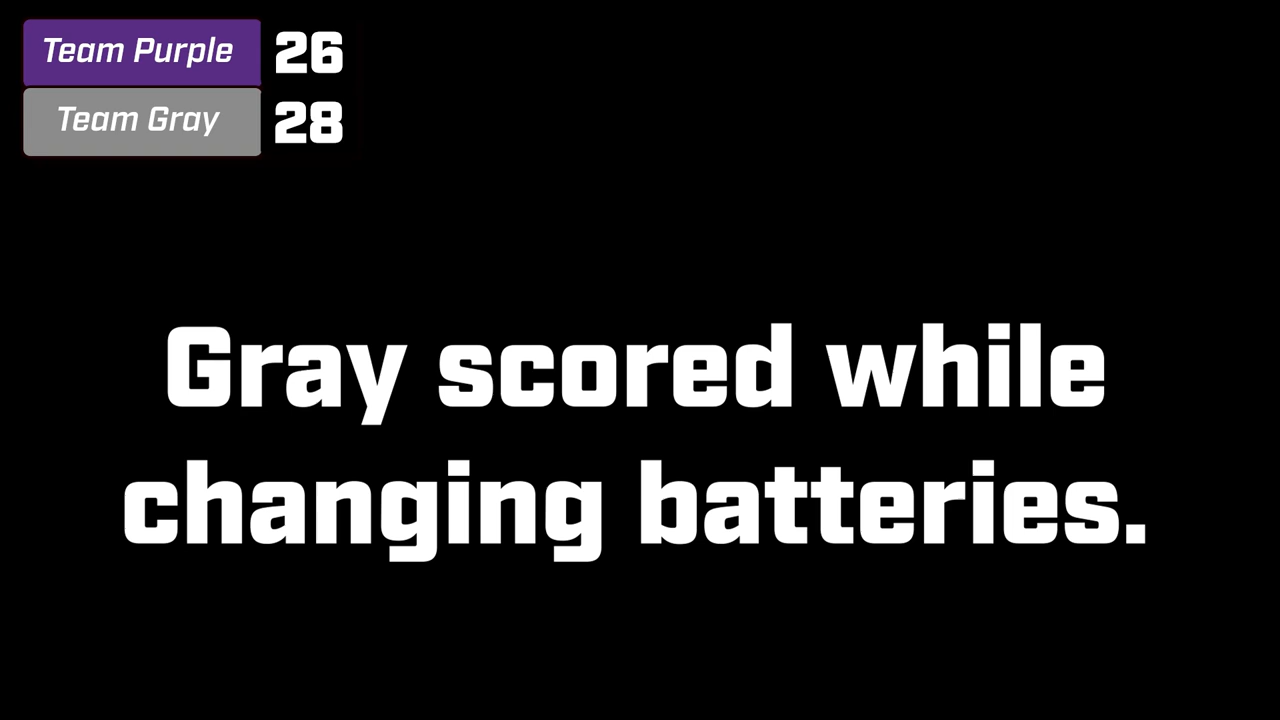 Team Purple 26
Team Gray 28
Gray scored while
changing batteries.